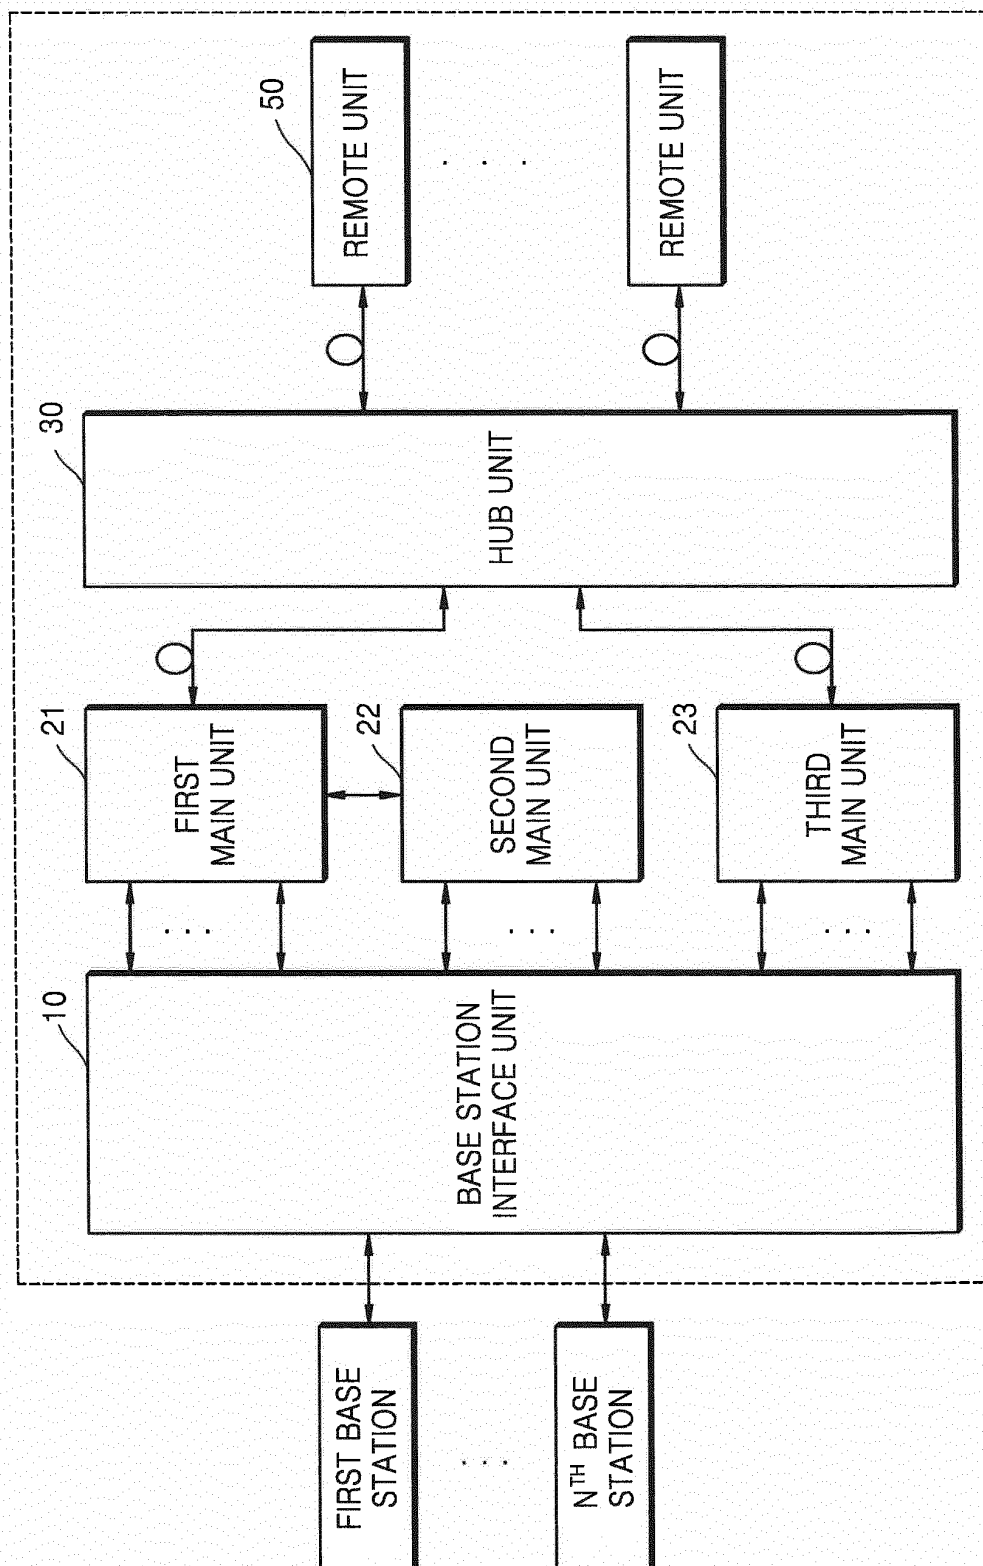 FIRST BASE
STATION
. . .
Nᵀᴴ BASE
STATION
10
BASE STATION
INTERFACE UNIT
. . .
. . .
. . .
21
FIRST
MAIN UNIT
22
SECOND
MAIN UNIT
23
THIRD
MAIN UNIT
30
HUB UNIT
50
REMOTE UNIT
. . .
REMOTE UNIT